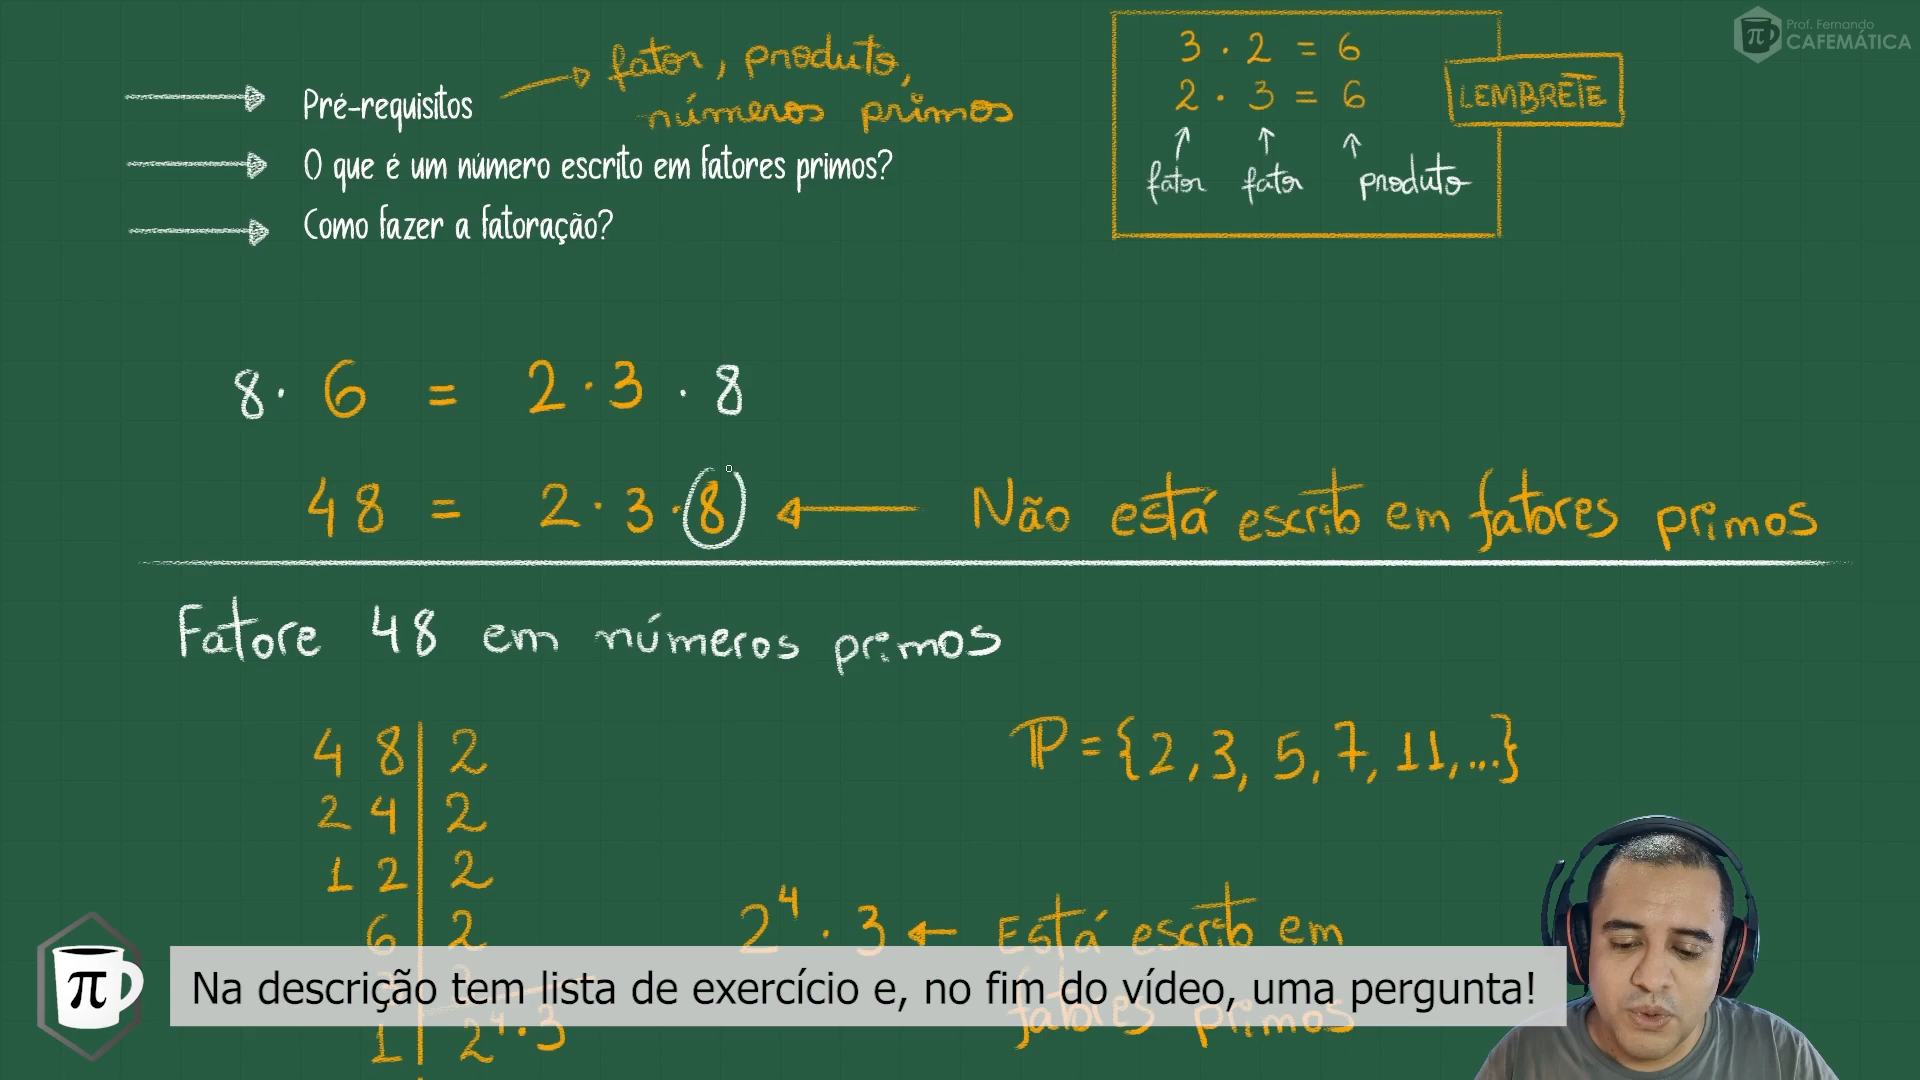 Prof. Fernando
CAFEMÁTICA
Pré-requisitos
fator, produto,
números primos
O que é um número escrito em fatores primos?
Como fazer a fatoração?
3 · 2 = 6
2 · 3 = 6
fator fator produto
LEMBRETE
8 · 6 = 2 · 3 · 8
48 = 2 · 3 · 8 Não está escrito em fatores primos
Fatore 48 em números primos
48 | 2
24 | 2
12 | 2
6 | 2
1 | 2⁴·3
ℙ = {2, 3, 5, 7, 11, ...}
2⁴ · 3 ← Está escrito em
fatores primos
π
Na descrição tem lista de exercício e, no fim do vídeo, uma pergunta!